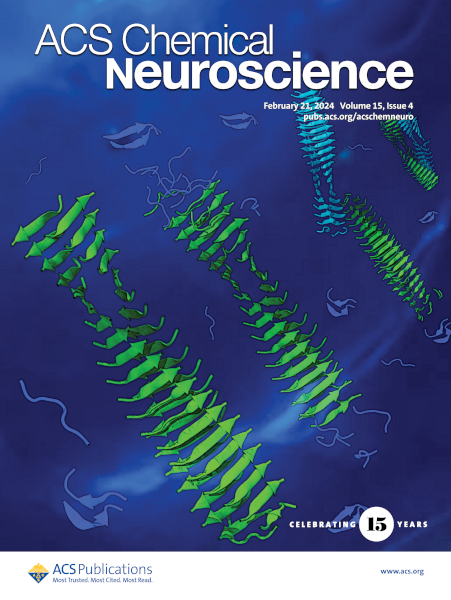 ACS Chemical
Neuroscience
February 21, 2024 Volume 15, Issue 4
pubs.acs.org/acschemneuro
CELEBRATING 15 YEARS
ACS Publications
Most Trusted. Most Cited. Most Read.
www.acs.org